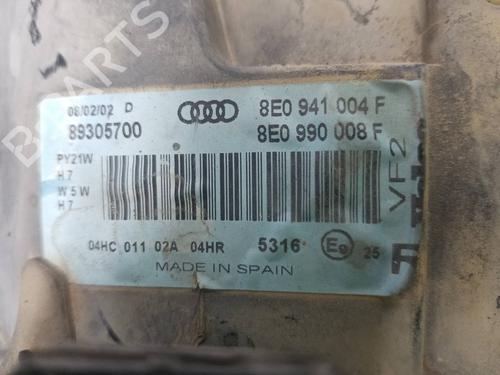 08/02/02 D
8E0 941 004 F
89305700
8E0 990 008 F
PY21W
H7
W5W
H7
VF2
04HC 011 02A 04HR 5316 E9 25
MADE IN SPAIN
B-PARTS